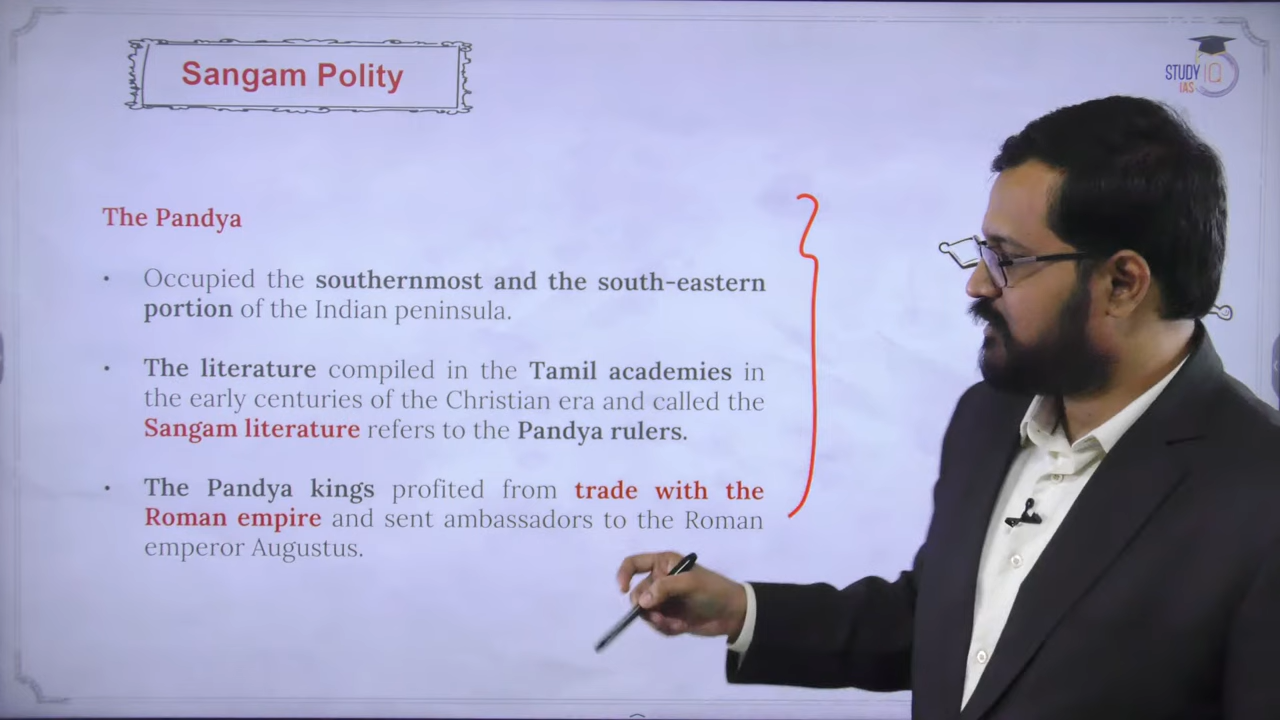 Sangam Polity
STUDY IQ
IAS
The Pandya
• Occupied the southernmost and the south-eastern
portion of the Indian peninsula.
• The literature compiled in the Tamil academies in
the early centuries of the Christian era and called the
Sangam literature refers to the Pandya rulers.
• The Pandya kings profited from trade with the
Roman empire and sent ambassadors to the Roman
emperor Augustus.